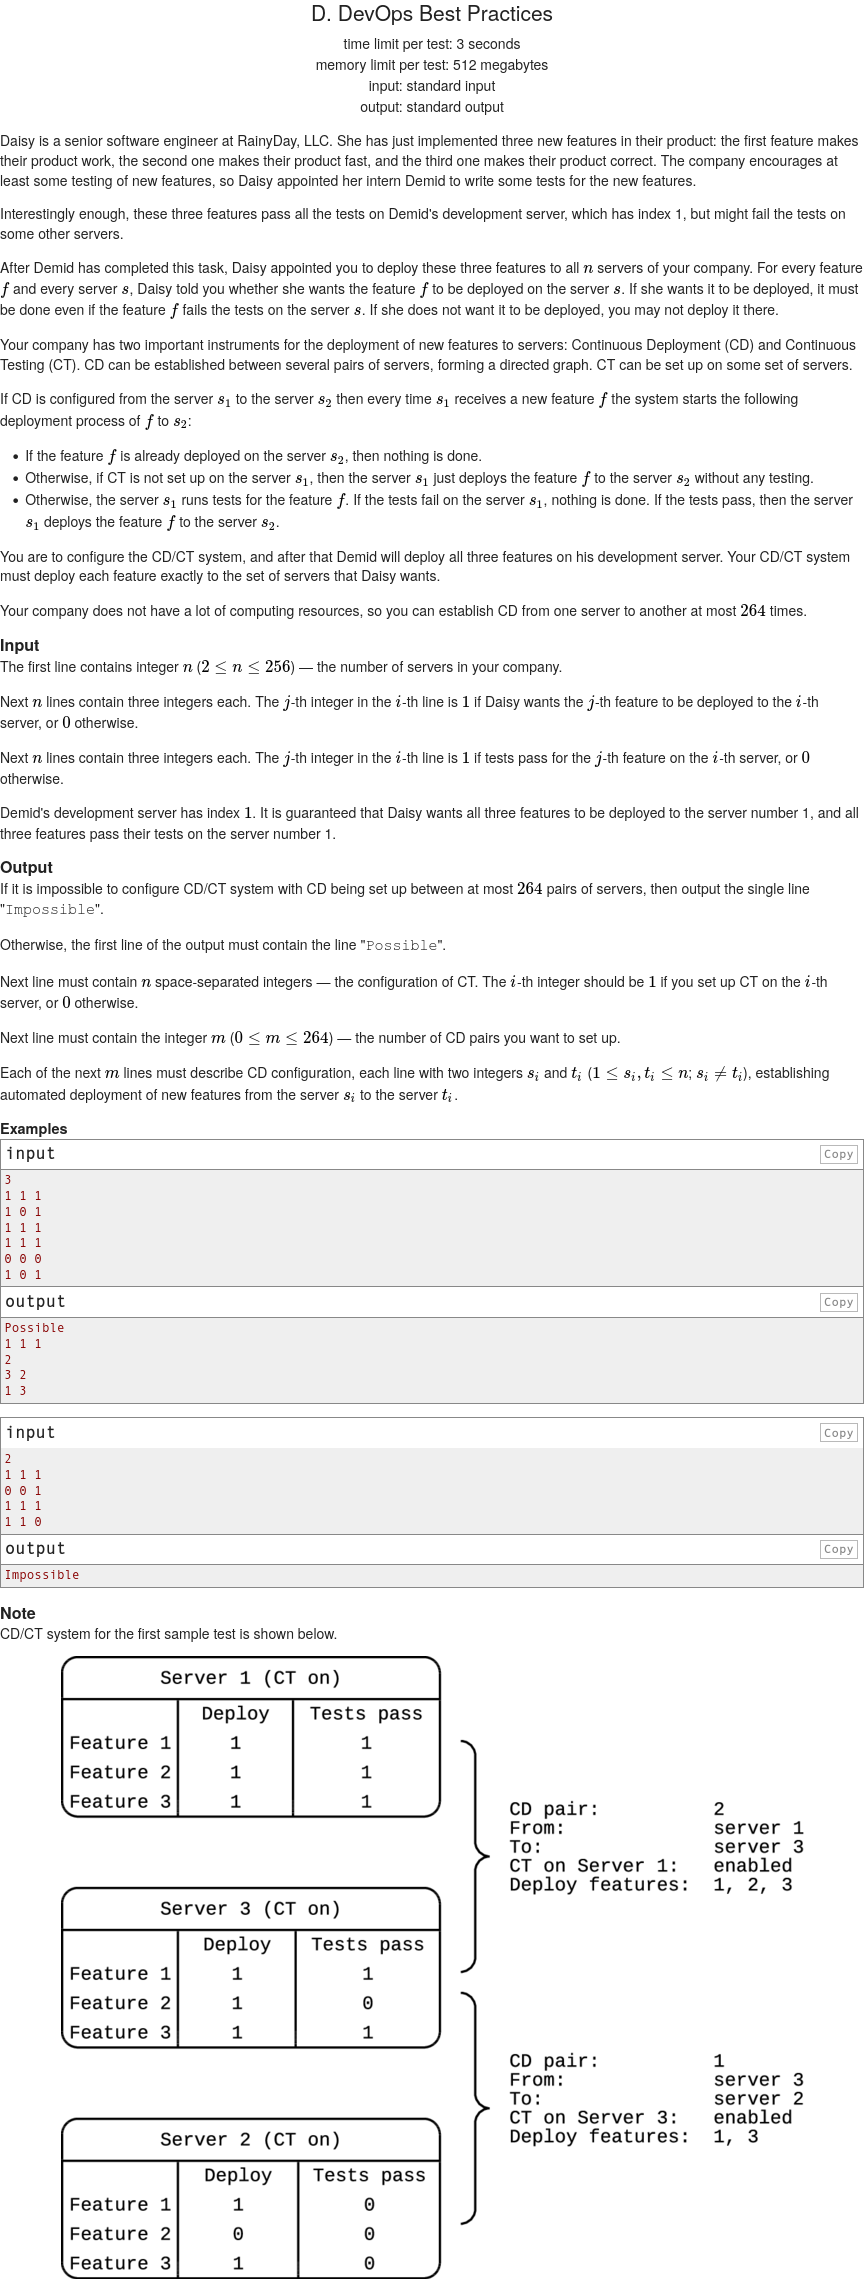 D. DevOps Best Practices
time limit per test: 3 seconds
memory limit per test: 512 megabytes
input: standard input
output: standard output
Daisy is a senior software engineer at RainyDay, LLC. She has just implemented three new features in their product: the first feature makes
their product work, the second one makes their product fast, and the third one makes their product correct. The company encourages at
least some testing of new features, so Daisy appointed her intern Demid to write some tests for the new features.
Interestingly enough, these three features pass all the tests on Demid's development server, which has index 1, but might fail the tests on
some other servers.
After Demid has completed this task, Daisy appointed you to deploy these three features to all n servers of your company. For every feature
f and every server s, Daisy told you whether she wants the feature f to be deployed on the server s. If she wants it to be deployed, it must
be done even if the feature f fails the tests on the server s. If she does not want it to be deployed, you may not deploy it there.
Your company has two important instruments for the deployment of new features to servers: Continuous Deployment (CD) and Continuous
Testing (CT). CD can be established between several pairs of servers, forming a directed graph. CT can be set up on some set of servers.
If CD is configured from the server s₁ to the server s₂ then every time s₁ receives a new feature f the system starts the following
deployment process of f to s₂:
• If the feature f is already deployed on the server s₂, then nothing is done.
• Otherwise, if CT is not set up on the server s₁, then the server s₁ just deploys the feature f to the server s₂ without any testing.
• Otherwise, the server s₁ runs tests for the feature f. If the tests fail on the server s₁, nothing is done. If the tests pass, then the server
s₁ deploys the feature f to the server s₂.
You are to configure the CD/CT system, and after that Demid will deploy all three features on his development server. Your CD/CT system
must deploy each feature exactly to the set of servers that Daisy wants.
Your company does not have a lot of computing resources, so you can establish CD from one server to another at most 264 times.
Input
The first line contains integer n (2 ≤ n ≤ 256) — the number of servers in your company.
Next n lines contain three integers each. The j-th integer in the i-th line is 1 if Daisy wants the j-th feature to be deployed to the i-th
server, or 0 otherwise.
Next n lines contain three integers each. The j-th integer in the i-th line is 1 if tests pass for the j-th feature on the i-th server, or 0
otherwise.
Demid's development server has index 1. It is guaranteed that Daisy wants all three features to be deployed to the server number 1, and all
three features pass their tests on the server number 1.
Output
If it is impossible to configure CD/CT system with CD being set up between at most 264 pairs of servers, then output the single line
"Impossible".
Otherwise, the first line of the output must contain the line "Possible".
Next line must contain n space-separated integers — the configuration of CT. The i-th integer should be 1 if you set up CT on the i-th
server, or 0 otherwise.
Next line must contain the integer m (0 ≤ m ≤ 264) — the number of CD pairs you want to set up.
Each of the next m lines must describe CD configuration, each line with two integers sᵢ and tᵢ (1 ≤ sᵢ, tᵢ ≤ n; sᵢ ≠ tᵢ), establishing
automated deployment of new features from the server sᵢ to the server tᵢ.
Examples
input Copy
3
1 1 1
1 0 1
1 1 1
1 1 1
0 0 0
1 0 1
output Copy
Possible
1 1 1
2
3 2
1 3
input Copy
2
1 1 1
0 0 1
1 1 1
1 1 0
output Copy
Impossible
Note
CD/CT system for the first sample test is shown below.
Server 1 (CT on)
Deploy Tests pass
Feature 1 1 1
Feature 2 1 1
Feature 3 1 1
CD pair: 2
From: server 1
To: server 3
CT on Server 1: enabled
Deploy features: 1, 2, 3
Server 3 (CT on)
Deploy Tests pass
Feature 1 1 1
Feature 2 1 0
Feature 3 1 1
CD pair: 1
From: server 3
To: server 2
CT on Server 3: enabled
Deploy features: 1, 3
Server 2 (CT on)
Deploy Tests pass
Feature 1 1 0
Feature 2 0 0
Feature 3 1 0